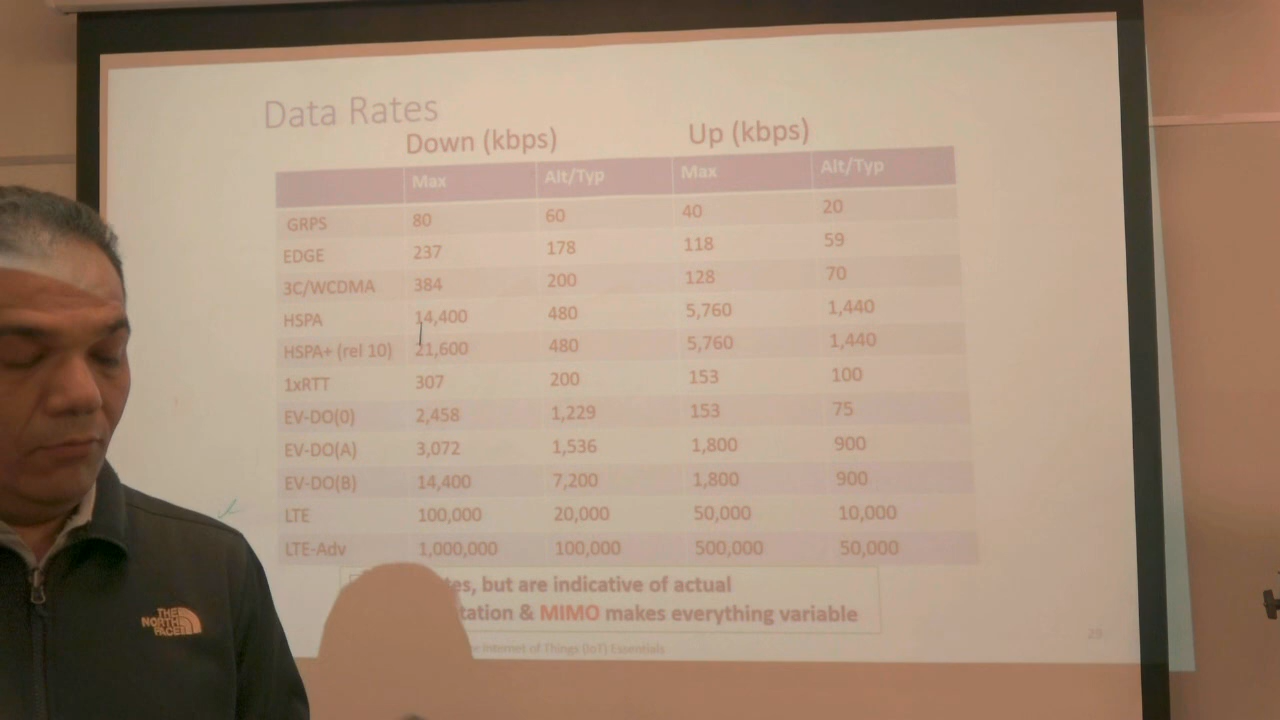 Data Rates
Down (kbps) Up (kbps)
Max Alt/Typ Max Alt/Typ
GRPS 80 60 40 20
EDGE 237 178 118 59
3C/WCDMA 384 200 128 70
HSPA 14,400 480 5,760 1,440
HSPA+ (rel 10) 21,600 480 5,760 1,440
1xRTT 307 200 153 100
EV-DO(0) 2,458 1,229 153 75
EV-DO(A) 3,072 1,536 1,800 900
EV-DO(B) 14,400 7,200 1,800 900
LTE 100,000 20,000 50,000 10,000
LTE-Adv 1,000,000 100,000 500,000 50,000
but are indicative of actual
& MIMO makes everything variable
Internet of Things (IoT) Essentials
20
THE
NORTH
FACE